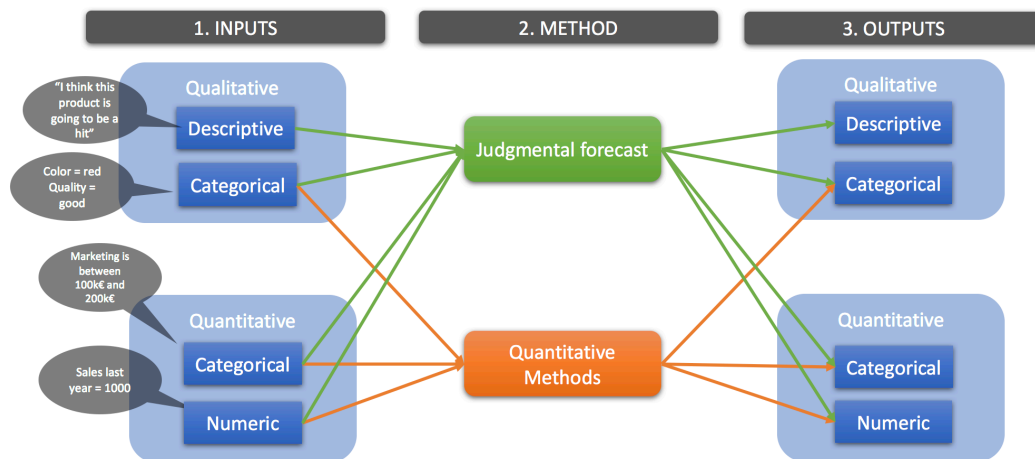 1. INPUTS
2. METHOD
3. OUTPUTS
“I think this
product is
going to be a
hit”
Qualitative
Descriptive
Categorical
Color = red
Quality =
good
Marketing is
between
100k€ and
200k€
Quantitative
Categorical
Numeric
Sales last
year = 1000
Judgmental forecast
Quantitative
Methods
Qualitative
Descriptive
Categorical
Quantitative
Categorical
Numeric